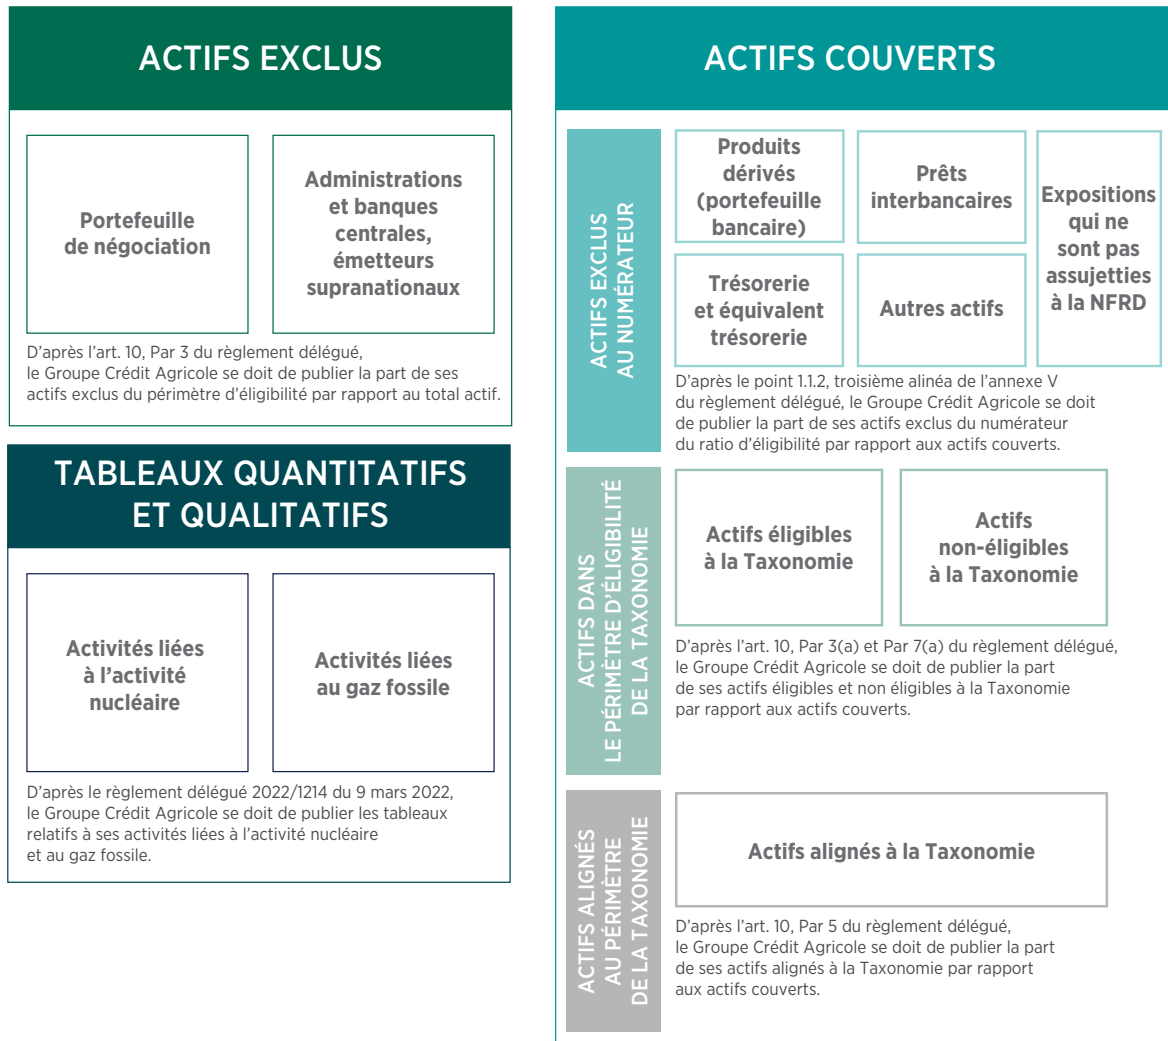 ACTIFS EXCLUS
Portefeuille
de négociation
Administrations
et banques
centrales,
émetteurs
supranationaux
D'après l'art. 10, Par 3 du règlement délégué,
le Groupe Crédit Agricole se doit de publier la part de ses
actifs exclus du périmètre d'éligibilité par rapport au total actif.
TABLEAUX QUANTITATIFS
ET QUALITATIFS
Activités liées
à l'activité
nucléaire
Activités liées
au gaz fossile
D'après le règlement délégué 2022/1214 du 9 mars 2022,
le Groupe Crédit Agricole se doit de publier les tableaux
relatifs à ses activités liées à l'activité nucléaire
et au gaz fossile.
ACTIFS COUVERTS
ACTIFS EXCLUS
AU NUMÉRATEUR
Produits
dérivés
(portefeuille
bancaire)
Prêts
interbancaires
Expositions
qui ne
sont pas
assujetties
à la NFRD
Trésorerie
et équivalent
trésorerie
Autres actifs
D'après le point 1.1.2, troisième alinéa de l'annexe V
du règlement délégué, le Groupe Crédit Agricole se doit
de publier la part de ses actifs exclus du numérateur
du ratio d'éligibilité par rapport aux actifs couverts.
ACTIFS DANS
LE PÉRIMÈTRE D'ÉLIGIBILITÉ
DE LA TAXONOMIE
Actifs éligibles
à la Taxonomie
Actifs
non-éligibles
à la Taxonomie
D'après l'art. 10, Par 3(a) et Par 7(a) du règlement délégué,
le Groupe Crédit Agricole se doit de publier la part
de ses actifs éligibles et non éligibles à la Taxonomie
par rapport aux actifs couverts.
ACTIFS ALIGNÉS
AU PÉRIMÈTRE
DE LA TAXONOMIE
Actifs alignés à la Taxonomie
D'après l'art. 10, Par 5 du règlement délégué,
le Groupe Crédit Agricole se doit de publier la part
de ses actifs alignés à la Taxonomie par rapport
aux actifs couverts.